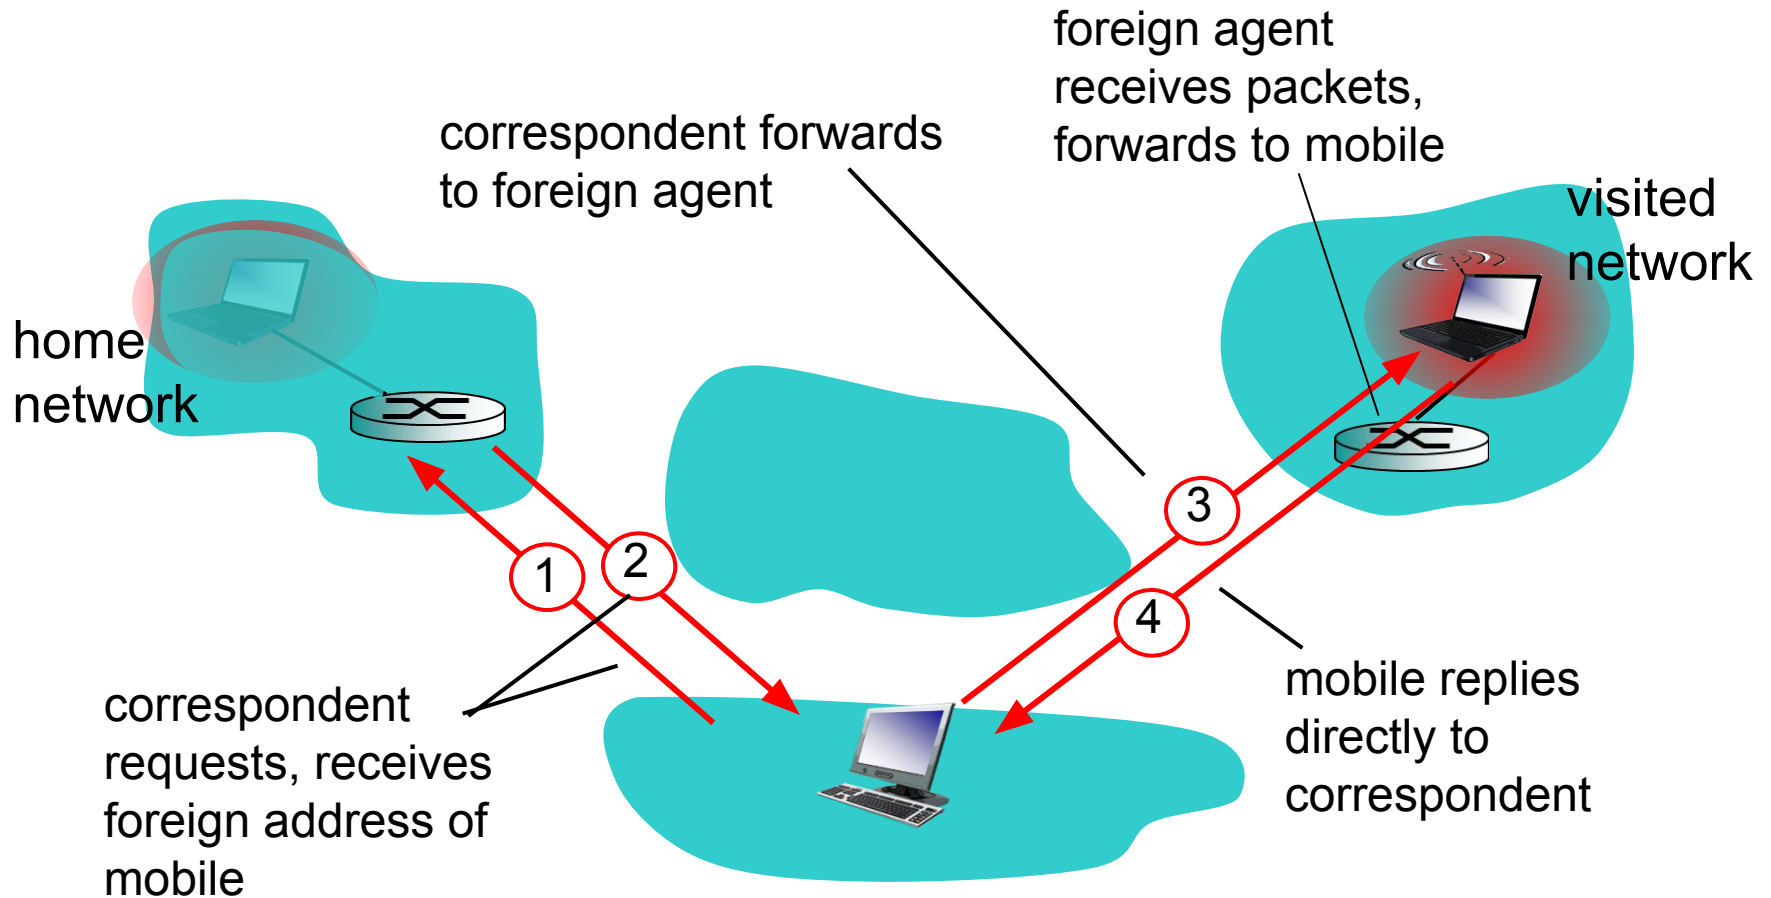 foreign agent
receives packets,
forwards to mobile
correspondent forwards
to foreign agent
visited
network
home
network
3
2
1
4
correspondent
requests, receives
foreign address of
mobile
mobile replies
directly to
correspondent